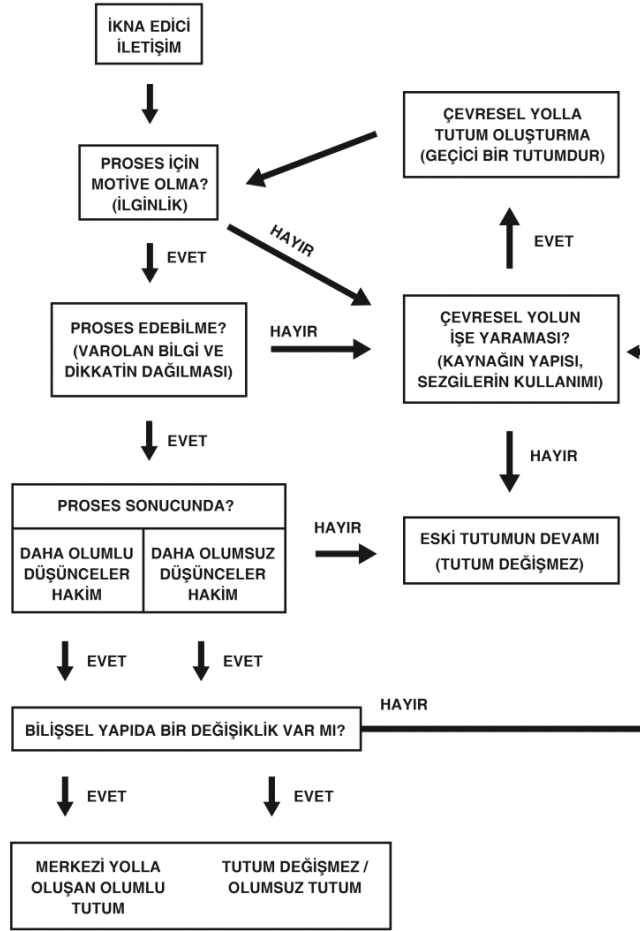 İKNA EDİCİ
İLETİŞİM
ÇEVRESEL YOLLA
TUTUM OLUŞTURMA
(GEÇİCİ BİR TUTUMDUR)
PROSES İÇİN
MOTİVE OLMA?
(İLGİNLİK)
HAYIR
EVET
EVET
PROSES EDEBİLME?
(VAROLAN BİLGİ VE
DİKKATİN DAĞILMASI)
HAYIR
ÇEVRESEL YOLUN
İŞE YARAMASI?
(KAYNAĞIN YAPISI,
SEZGİLERİN KULLANIMI)
EVET
HAYIR
PROSES SONUCUNDA?
DAHA OLUMLU
DÜŞÜNCELER
HAKİM
DAHA OLUMSUZ
DÜŞÜNCELER
HAKİM
HAYIR
ESKİ TUTUMUN DEVAMI
(TUTUM DEĞİŞMEZ)
EVET
EVET
BİLİŞSEL YAPIDA BİR DEĞİŞİKLİK VAR MI?
HAYIR
EVET
EVET
MERKEZİ YOLLA
OLUŞAN OLUMLU
TUTUM
TUTUM DEĞİŞMEZ /
OLUMSUZ TUTUM